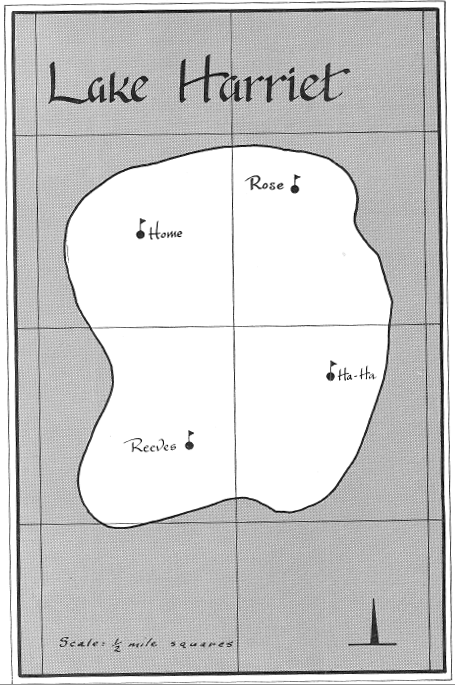 Lake Harriet
Rose
Home
Ha-Ha
Reeves
Scale: ½ mile squares